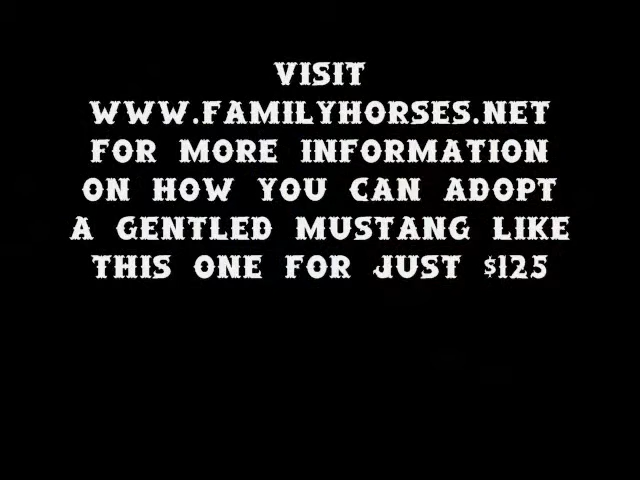 VISIT
WWW.FAMILYHORSES.NET
FOR MORE INFORMATION
ON HOW YOU CAN ADOPT
A GENTLED MUSTANG LIKE
THIS ONE FOR JUST $125